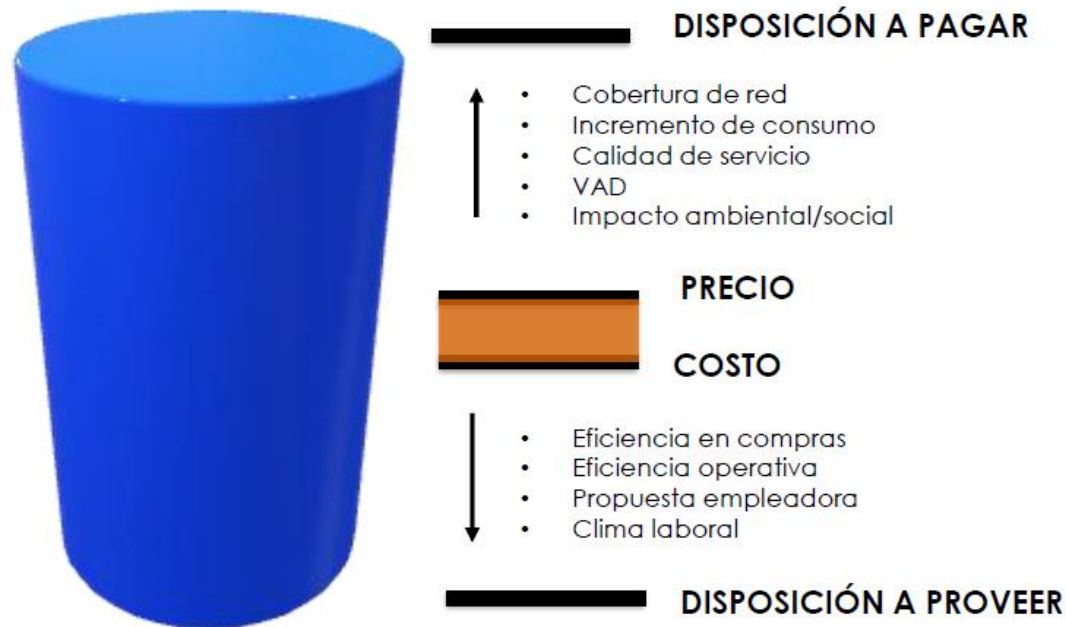 DISPOSICIÓN A PAGAR
• Cobertura de red
• Incremento de consumo
• Calidad de servicio
• VAD
• Impacto ambiental/social
PRECIO
COSTO
• Eficiencia en compras
• Eficiencia operativa
• Propuesta empleadora
• Clima laboral
DISPOSICIÓN A PROVEER